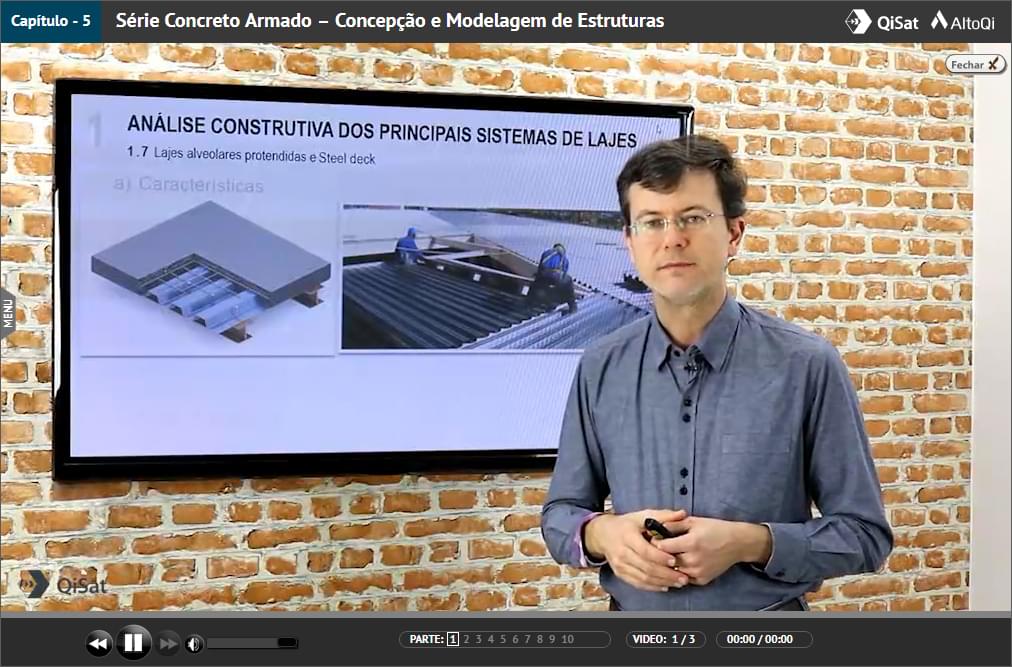 Capítulo - 5
Série Concreto Armado – Concepção e Modelagem de Estruturas
QiSat
AltoQi
Fechar
1
ANÁLISE CONSTRUTIVA DOS PRINCIPAIS SISTEMAS DE LAJES
1.7 Lajes alveolares protendidas e Steel deck
a) Características
MENU
QiSat
PARTE: 1 2 3 4 5 6 7 8 9 10
VIDEO: 1 / 3
00:00 / 00:00